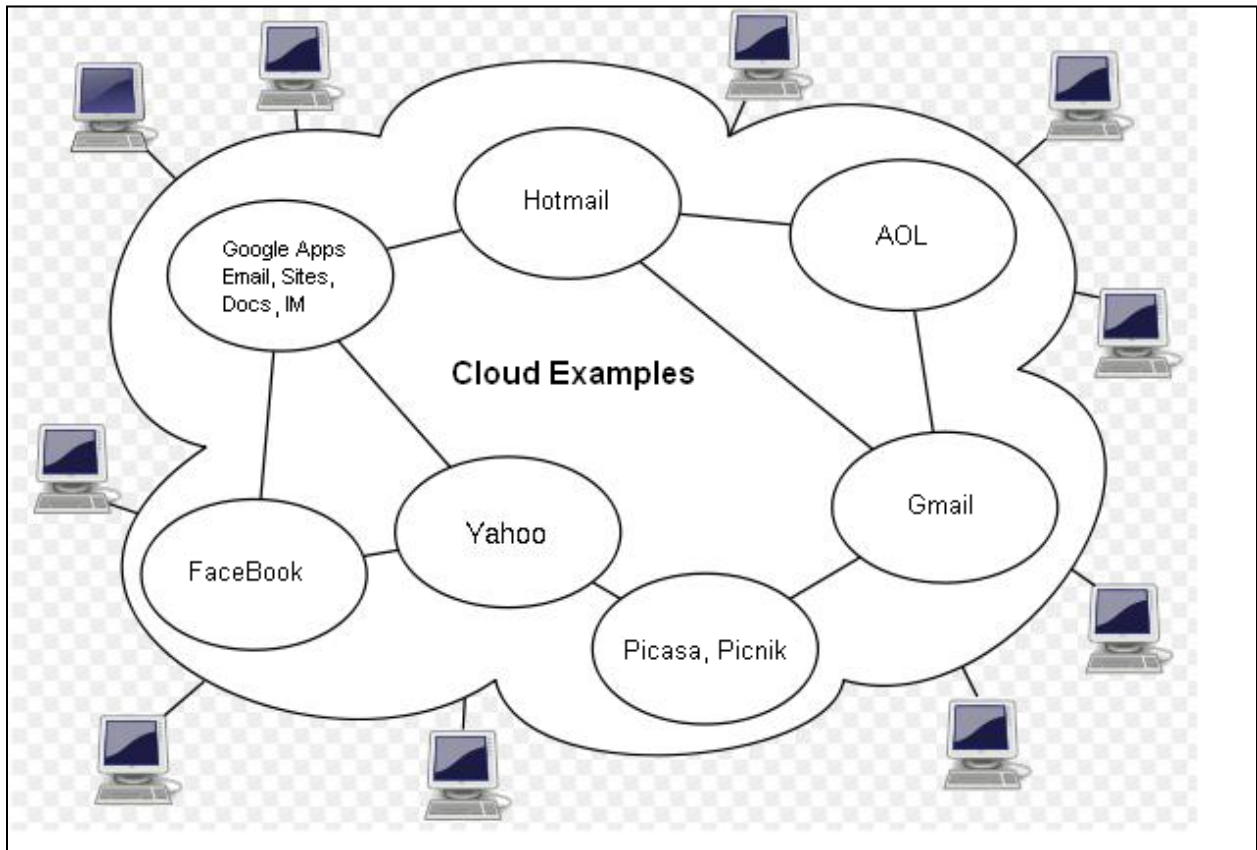 Hotmail
AOL
Google Apps
Email, Sites,
Docs, IM
Cloud Examples
Gmail
Yahoo
FaceBook
Picasa, Picnik